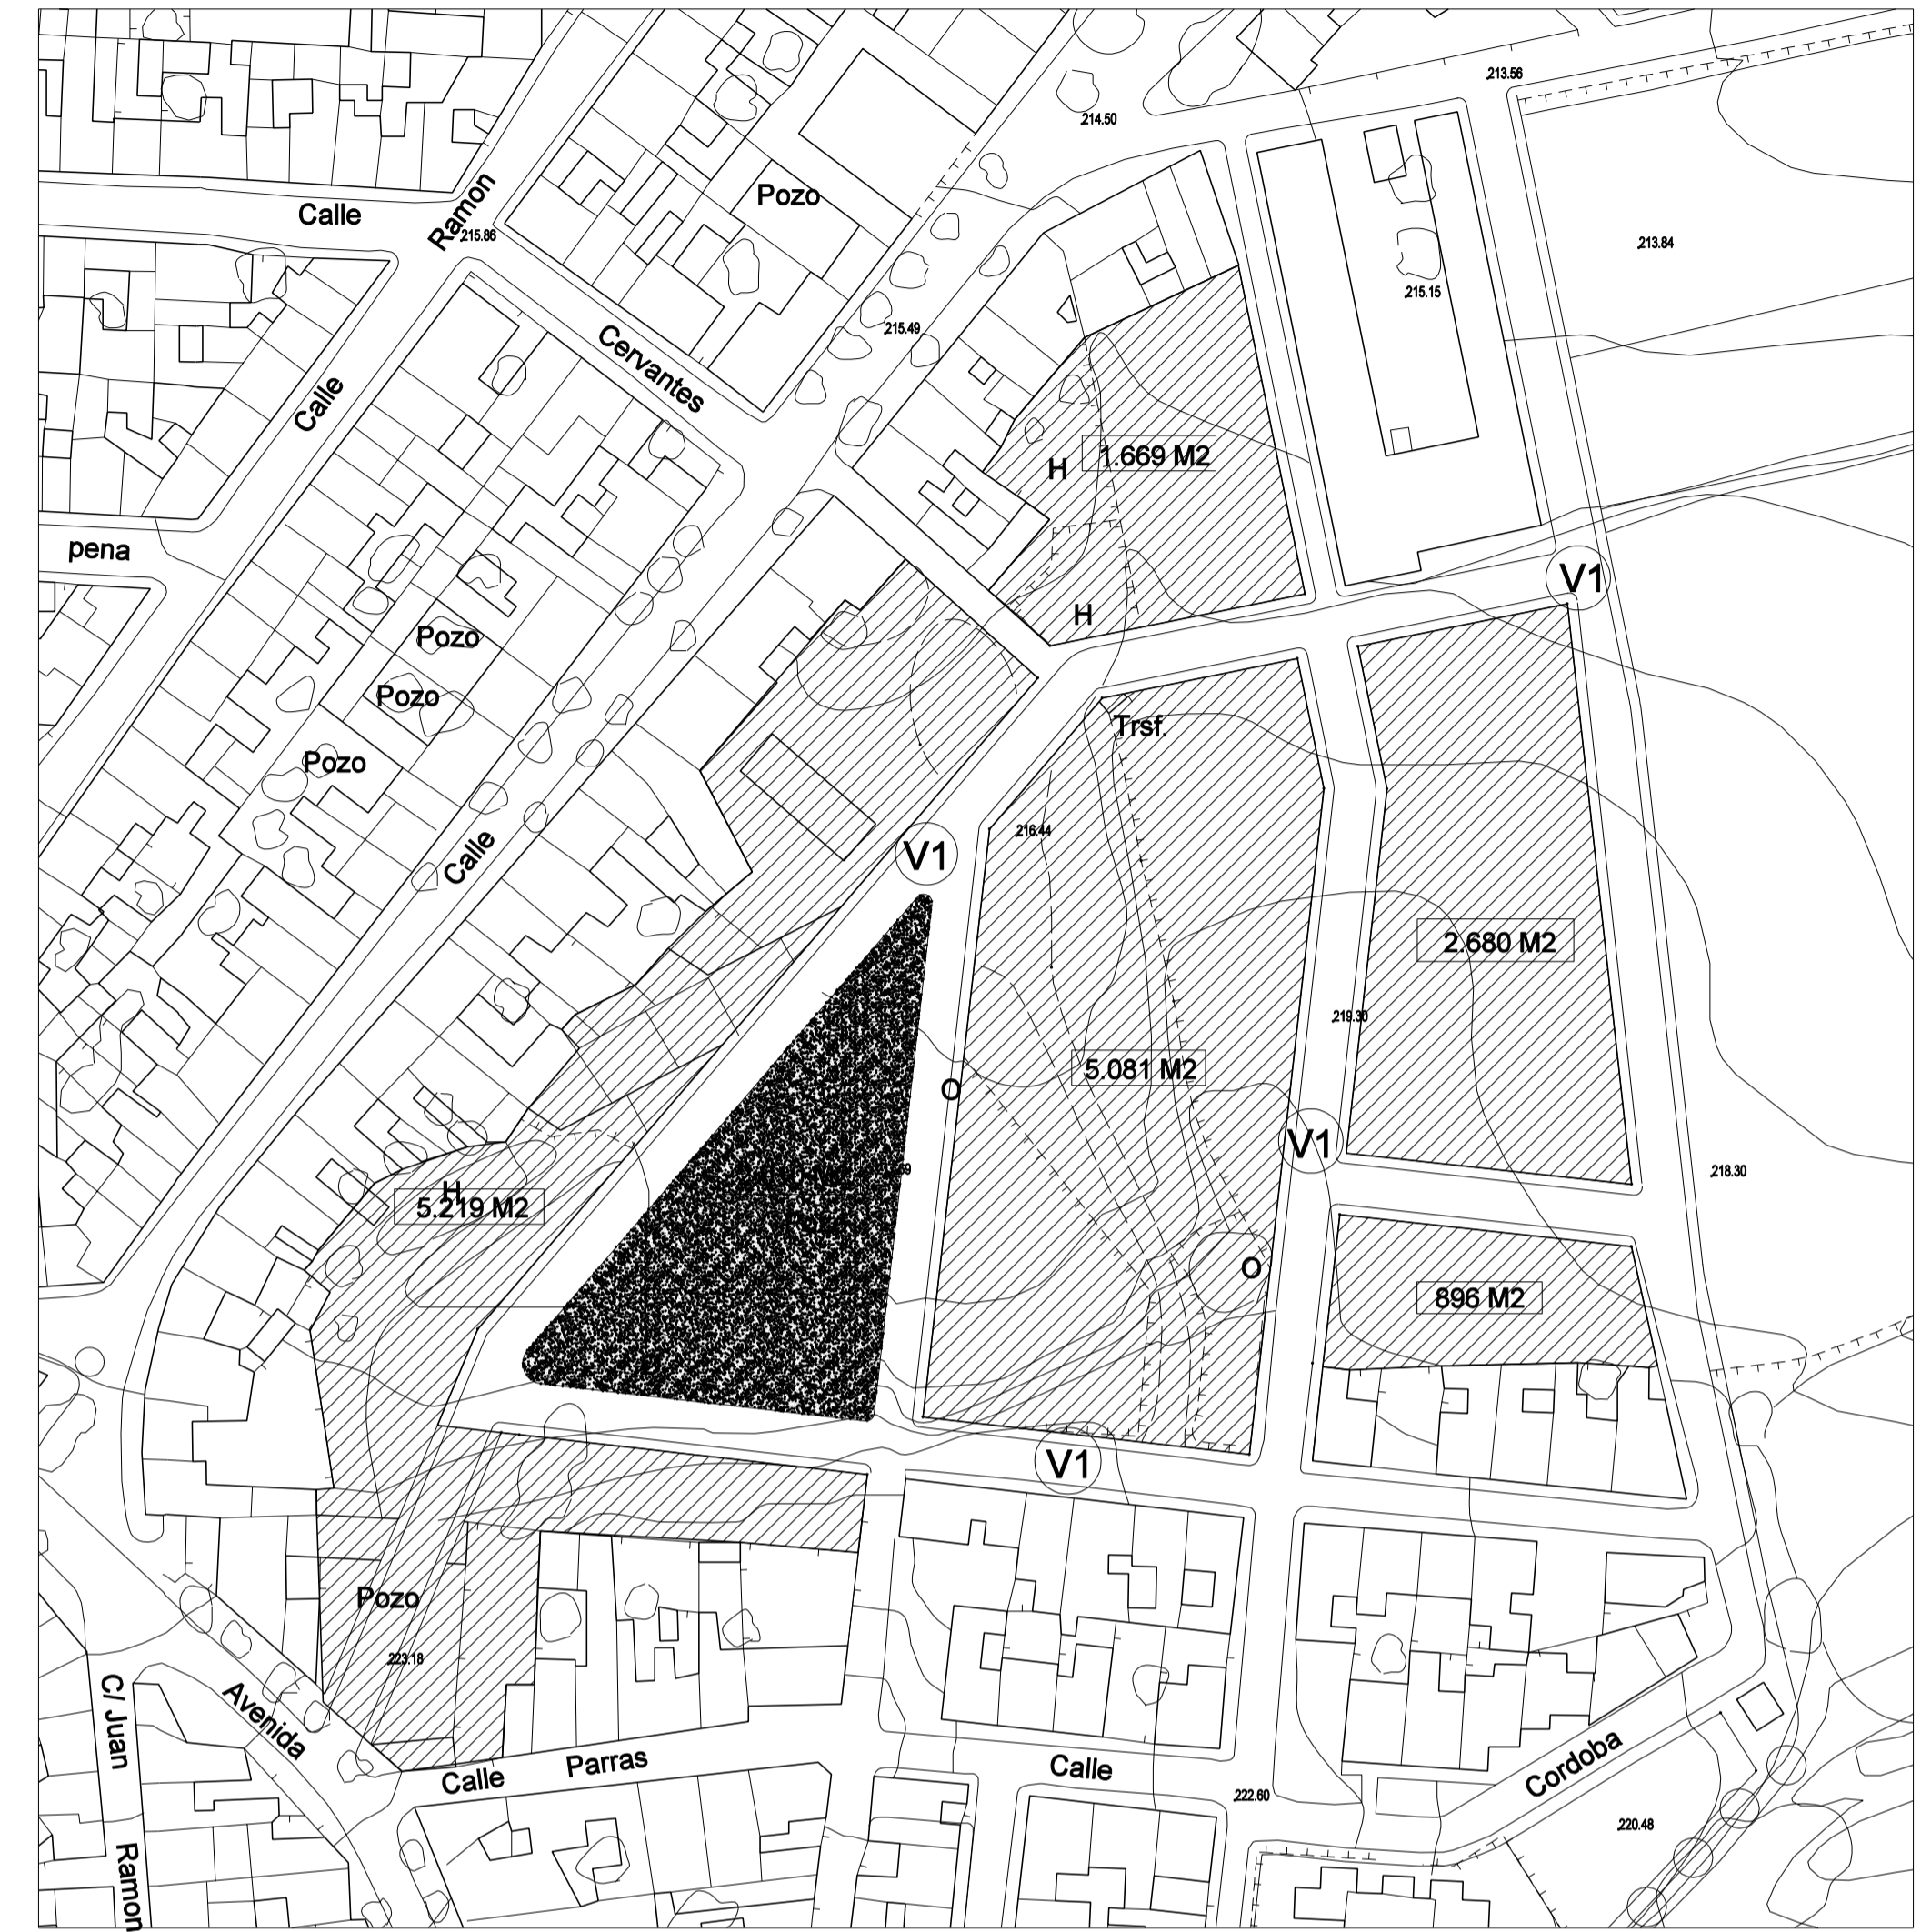 213.56
214.50
Pozo
Calle
Ramon
215.86
213.84
215.15
215.49
Cervantes
Calle
1.669 M2
H
pena
V1
H
Pozo
Pozo
Trsf.
Pozo
216.44
V1
Calle
2.680 M2
219.30
5.081 M2
O
V1
218.30
H
5.219 M2
O
896 M2
V1
Pozo
223.18
C/ Juan
Ramon
Avenida
Calle Parras
Calle
Cordoba
222.60
220.48